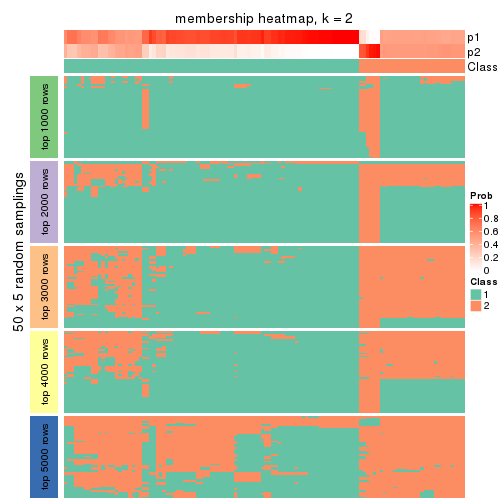 membership heatmap, k = 2
p1
p2
Class
50 x 5 random samplings
top 1000 rows
top 2000 rows
top 3000 rows
top 4000 rows
top 5000 rows
Prob
1
0.8
0.6
0.4
0.2
0
Class
1
2